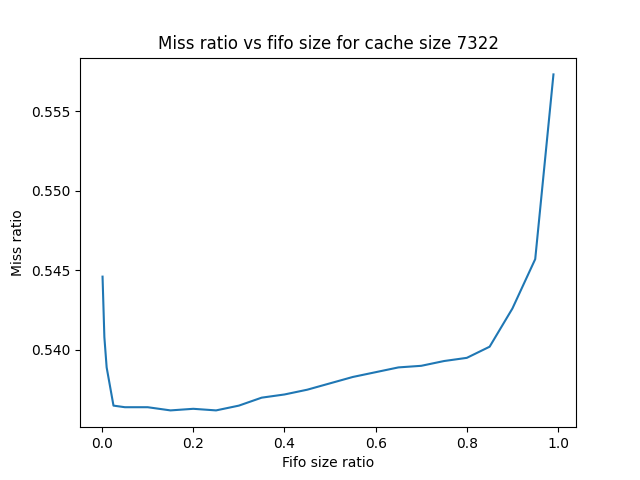 Miss ratio vs fifo size for cache size 7322
0.555
0.550
0.545
0.540
Miss ratio
0.0 0.2 0.4 0.6 0.8 1.0
Fifo size ratio